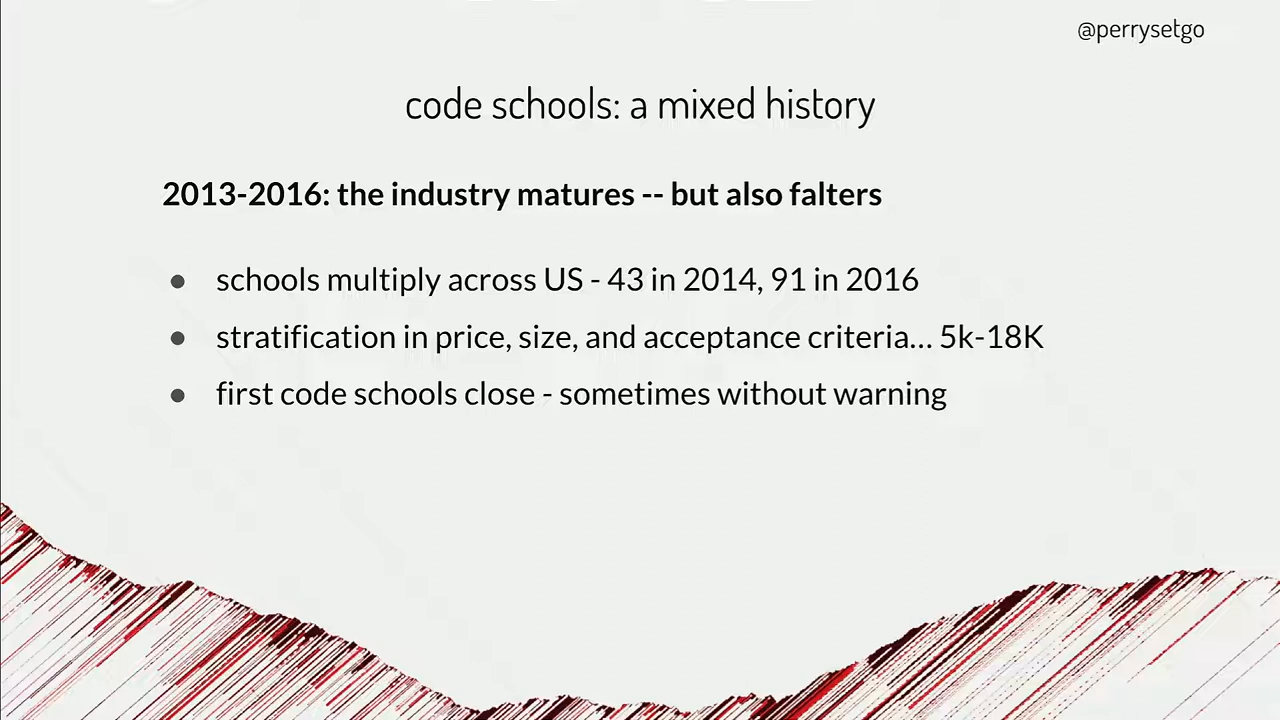 @perrysetgo
code schools: a mixed history
2013-2016: the industry matures -- but also falters
● schools multiply across US - 43 in 2014, 91 in 2016
● stratification in price, size, and acceptance criteria... 5k-18K
● first code schools close - sometimes without warning